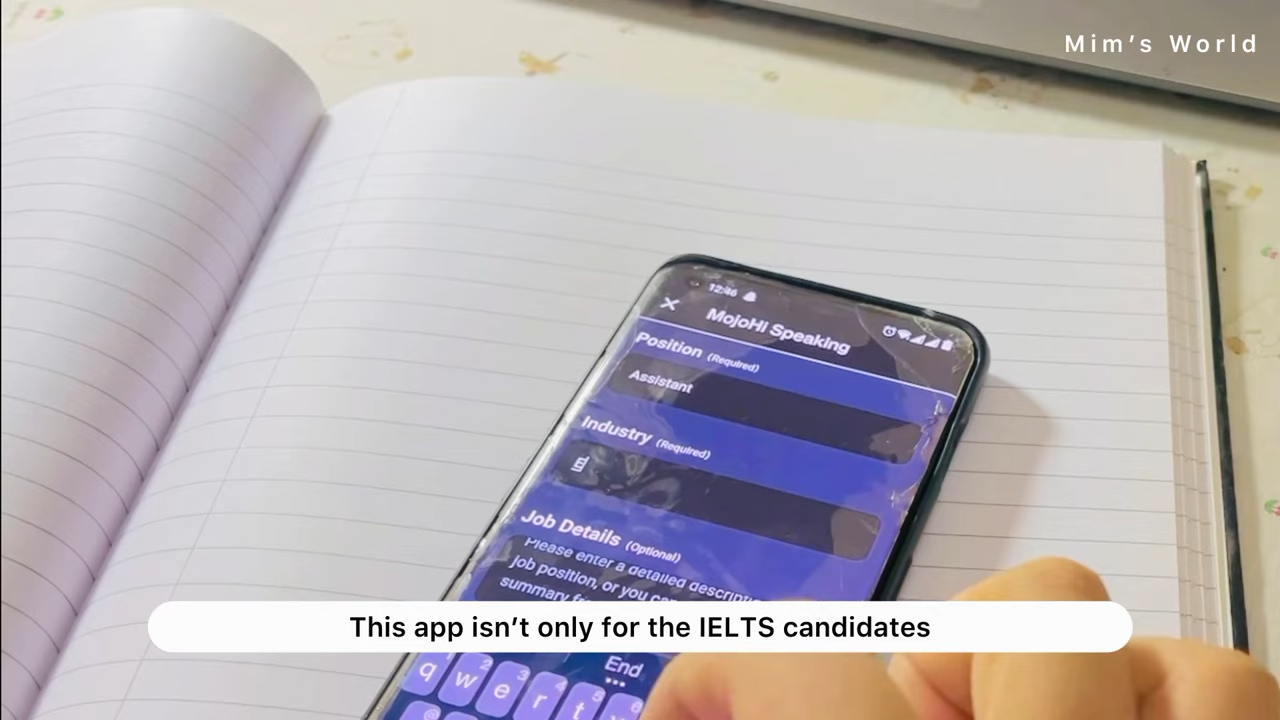 Mim's World
12:46
MojoHi Speaking
Position (Required)
Assistant
Industry (Required)
Job Details (Optional)
Please enter a detailed
job position, or you can
summary
This app isn't only for the IELTS candidates
End
q w e r t